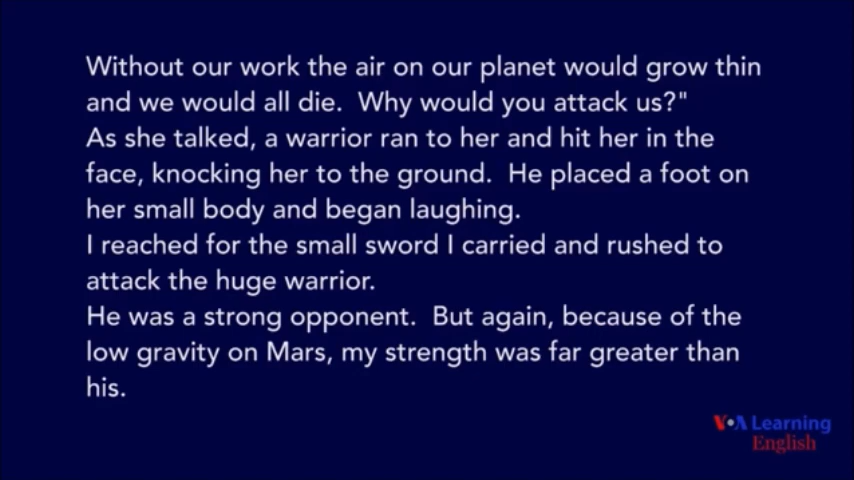 Without our work the air on our planet would grow thin
and we would all die.  Why would you attack us?"
As she talked, a warrior ran to her and hit her in the
face, knocking her to the ground.  He placed a foot on
her small body and began laughing.
I reached for the small sword I carried and rushed to
attack the huge warrior.
He was a strong opponent.  But again, because of the
low gravity on Mars, my strength was far greater than
his.
VOA Learning
English